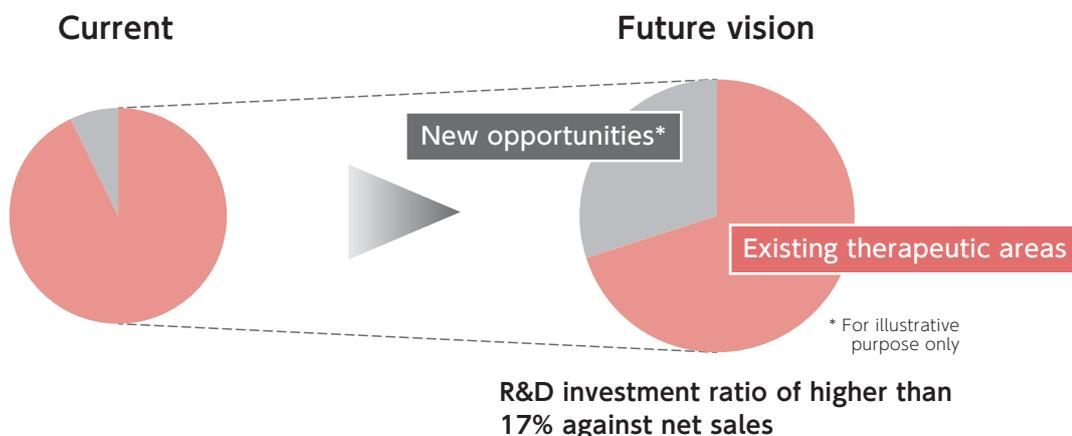 Current
Future vision
New opportunities*
Existing therapeutic areas
* For illustrative
purpose only
R&D investment ratio of higher than
17% against net sales